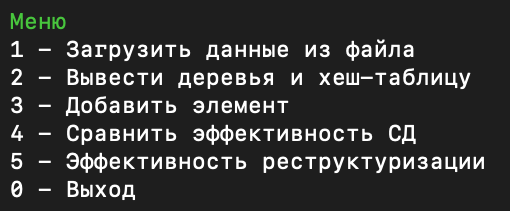 Меню
1 – Загрузить данные из файла
2 – Вывести деревья и хеш–таблицу
3 – Добавить элемент
4 – Сравнить эффективность СД
5 – Эффективность реструктуризации
0 – Выход